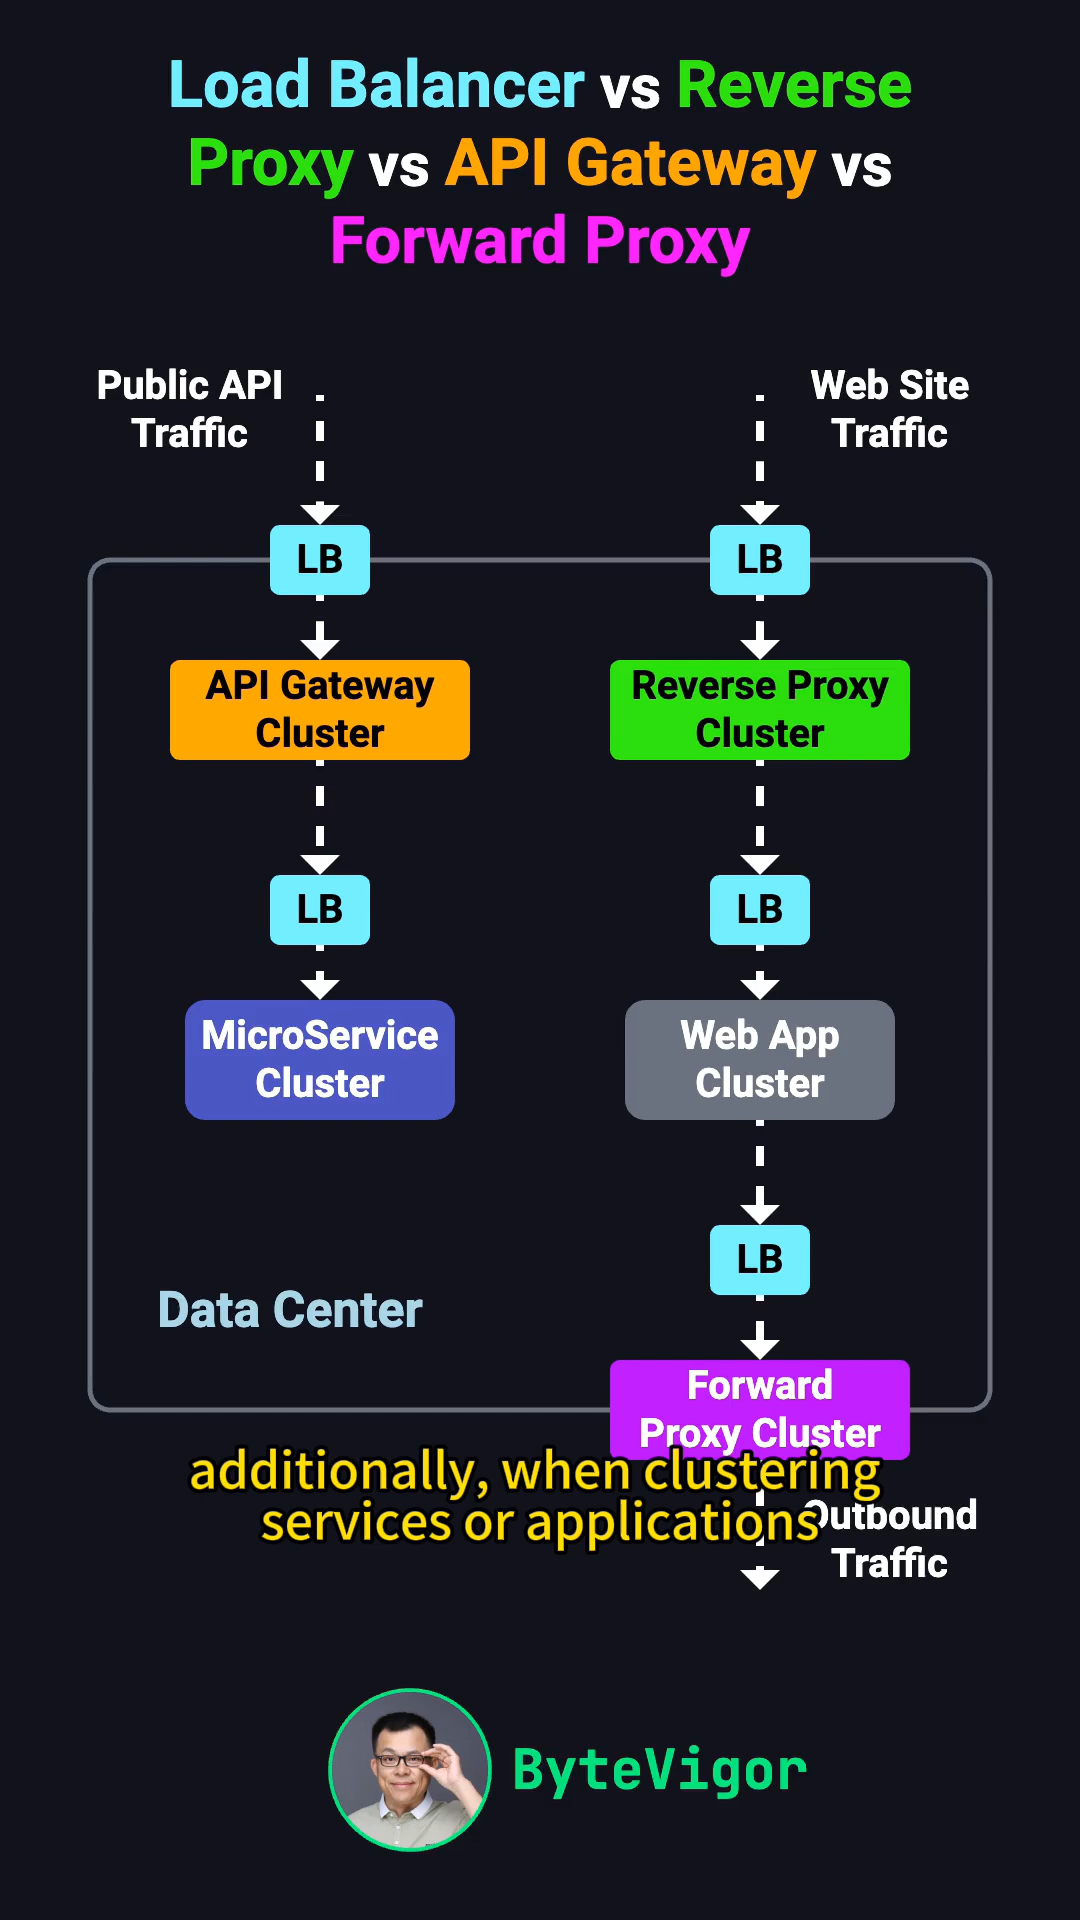 Load Balancer vs Reverse
Proxy vs API Gateway vs
Forward Proxy
Public API
Traffic
Web Site
Traffic
LB
LB
API Gateway
Cluster
Reverse Proxy
Cluster
LB
LB
MicroService
Cluster
Web App
Cluster
LB
Data Center
Forward
Proxy Cluster
additionally, when clustering
services or applications
Outbound
Traffic
ByteVigor